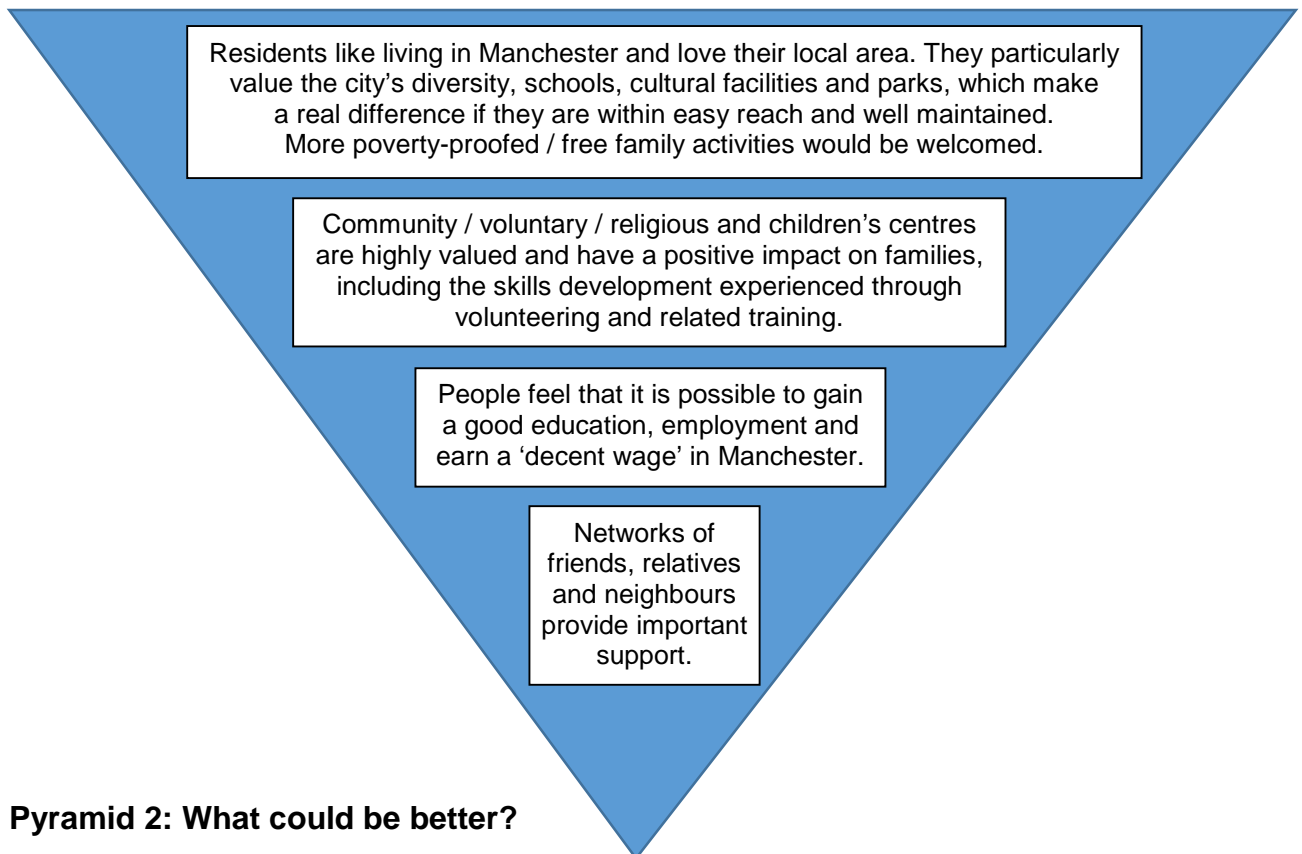 Residents like living in Manchester and love their local area. They particularly
value the city's diversity, schools, cultural facilities and parks, which make
a real difference if they are within easy reach and well maintained.
More poverty-proofed / free family activities would be welcomed.
Community / voluntary / religious and children's centres
are highly valued and have a positive impact on families,
including the skills development experienced through
volunteering and related training.
People feel that it is possible to gain
a good education, employment and
earn a ‘decent wage’ in Manchester.
Networks of
friends, relatives
and neighbours
provide important
support.
Pyramid 2: What could be better?